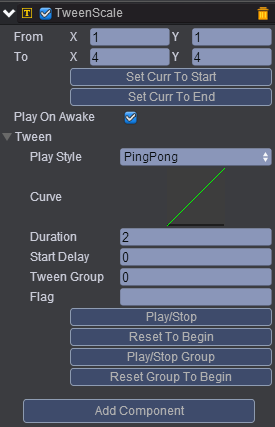 T TweenScale
From X 1 Y 1
To X 4 Y 4
Set Curr To Start
Set Curr To End
Play On Awake
Tween
Play Style PingPong
Curve
Duration 2
Start Delay 0
Tween Group 0
Flag
Play/Stop
Reset To Begin
Play/Stop Group
Reset Group To Begin
Add Component